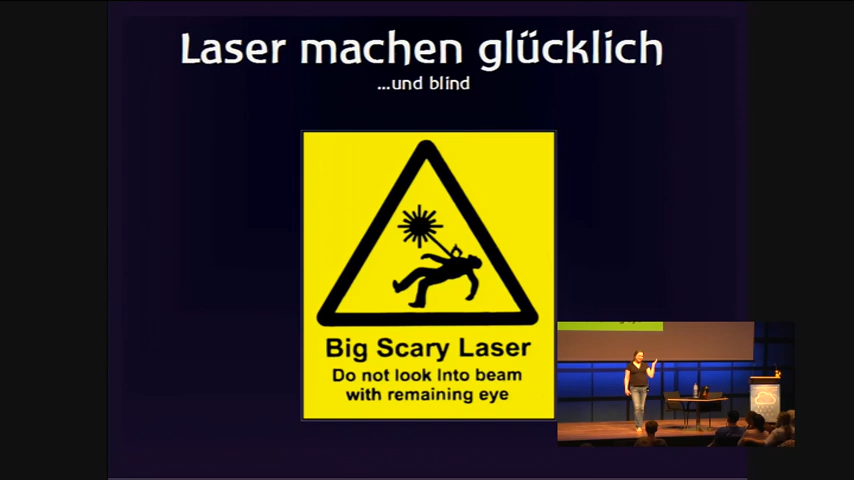 Laser machen glücklich
...und blind
Big Scary Laser
Do not look Into beam
with remaining eye